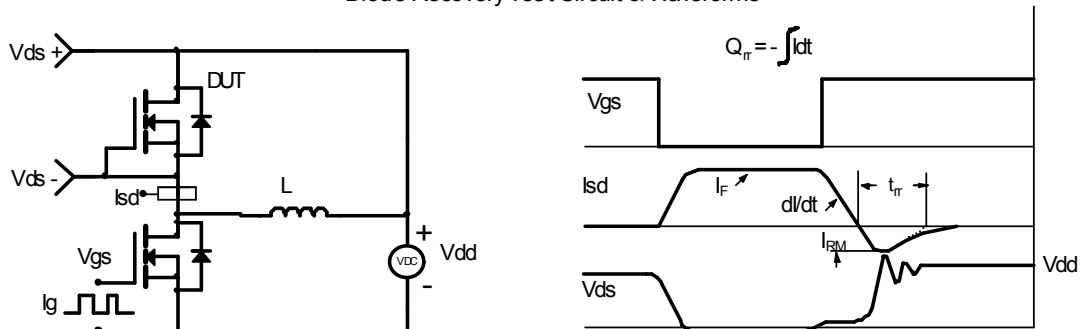 Diode Recovery Test Circuit & Waveforms
Vds +
DUT
Vds -
Isd
L
Vgs
Ig
VDC
+
-
Vdd
Qrr = - ∫ Idt
Vgs
Isd
IF
dI/dt
trr
IRM
Vds
Vdd